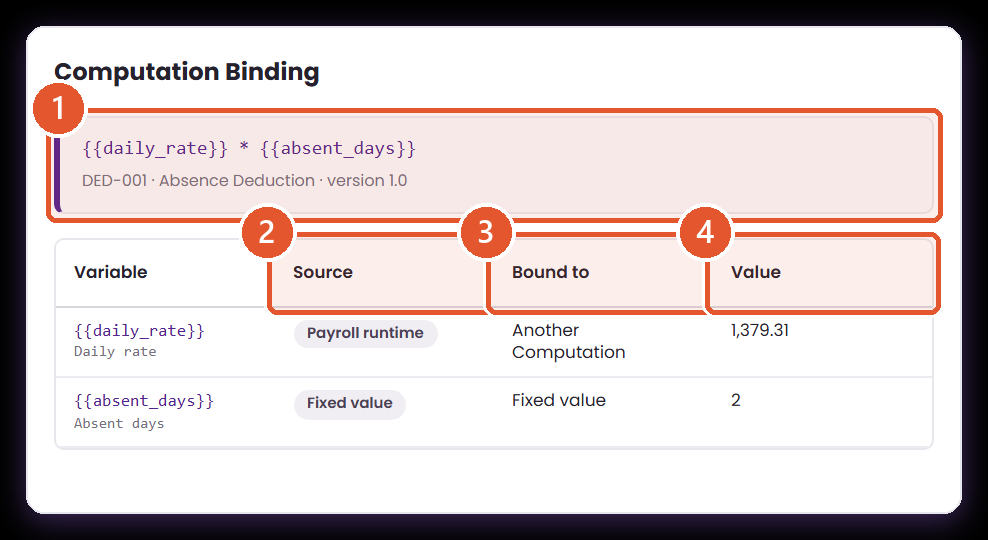 Computation Binding
1
{{daily_rate}} * {{absent_days}}
DED-001 · Absence Deduction · version 1.0
2
3
4
Variable
Source
Bound to
Value
{{daily_rate}}
Daily rate
Payroll runtime
Another
Computation
1,379.31
{{absent_days}}
Absent days
Fixed value
Fixed value
2